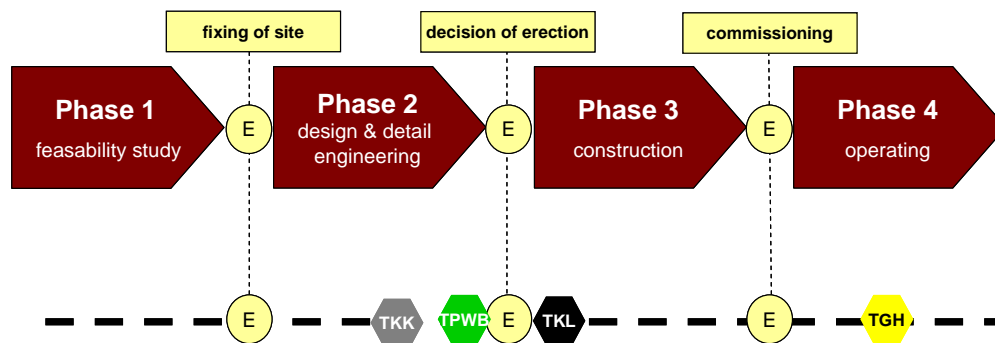 fixing of site
decision of erection
commissioning
Phase 1
feasability study
E
Phase 2
design & detail
engineering
E
Phase 3
construction
E
Phase 4
operating
E
TKK
TPWB
E
TKL
E
TGH